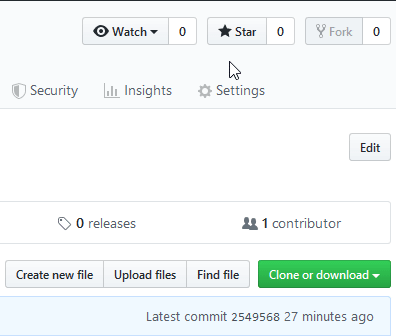 Watch 0 Star 0 Fork 0
Security Insights Settings
Edit
0 releases 1 contributor
Create new file Upload files Find file Clone or download
Latest commit 2549568 27 minutes ago